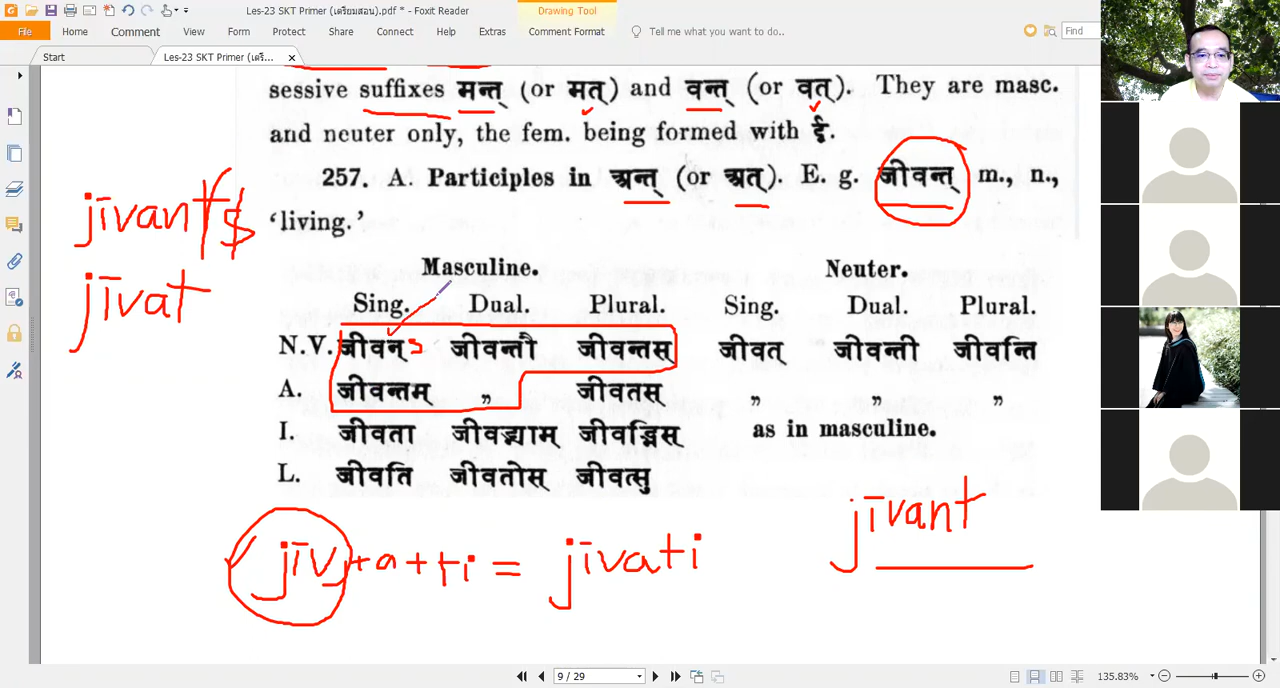 Les-23 SKT Primer (เตรียมสอน).pdf * - Foxit Reader
Drawing Tool
File Home Comment View Form Protect Share Connect Help Extras Comment Format Tell me what you want to do.. Find
Start Les-23 SKT Primer (เตรี... ×
sessive suffixes मन्त् (or मत्) and वन्त् (or वत्). They are masc.
and neuter only, the fem. being formed with ई.
257. A. Participles in अन्त् (or अत्). E. g. जीवन्त् m., n.,
'living.'
jīvant
jīvat
Masculine. Neuter.
Sing. Dual. Plural. Sing. Dual. Plural.
N.V. जीवन् जीवन्तौ जीवन्तस् जीवत् जीवन्ती जीवन्ति
A. जीवन्तम् „ जीवतस् „ „ „
I. जीवता जीवद्भ्याम् जीवद्भिस् as in masculine.
L. जीवति जीवतोस् जीवत्सु
jīv+a+ti = jīvati
jīvant
9 / 29
135.83%